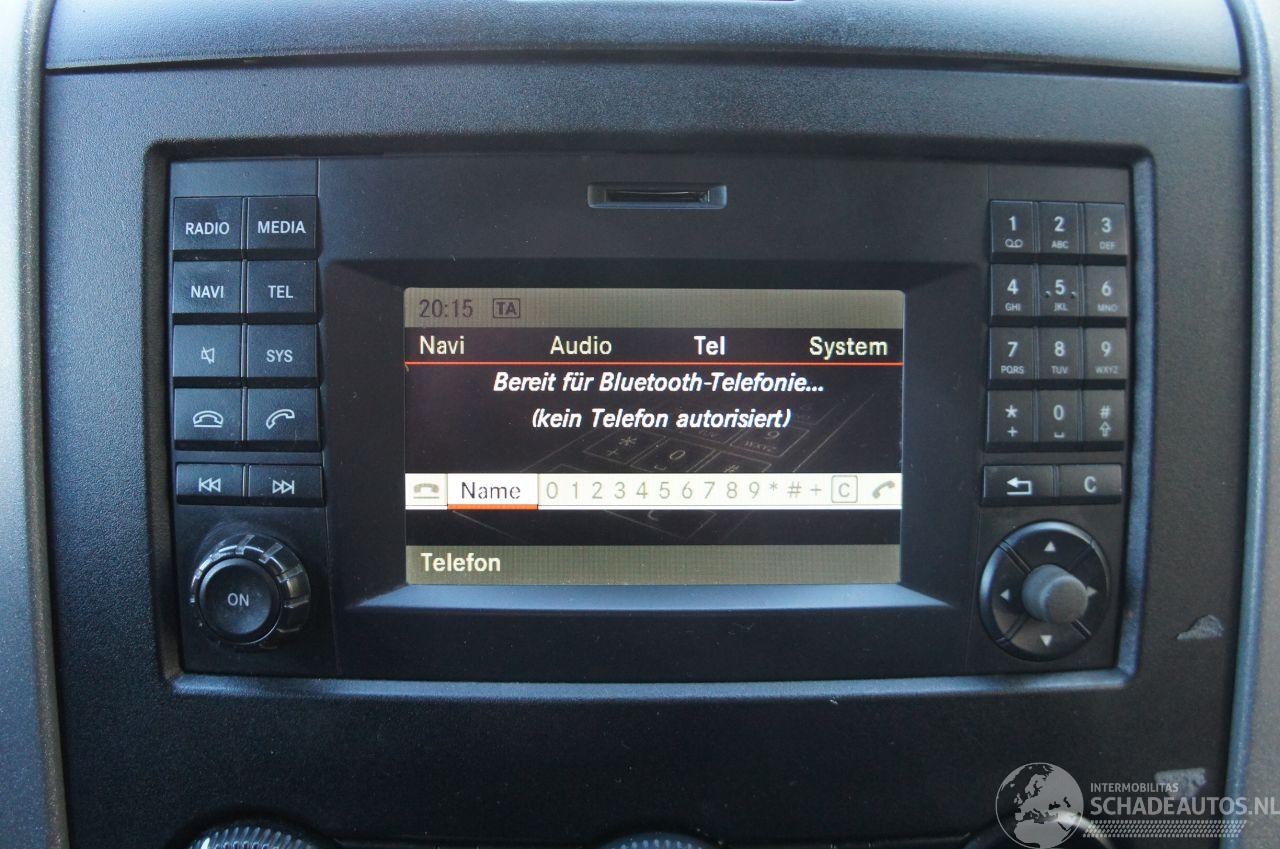 RADIO MEDIA
NAVI TEL
SYS
ON
20:15 TA
Navi Audio Tel System
Bereit für Bluetooth-Telefonie...
(kein Telefon autorisiert)
Name 0 1 2 3 4 5 6 7 8 9 * # + C
Telefon
1 2 3
ABC DEF
4 5 6
GHI JKL MNO
7 8 9
PQRS TUV WXYZ
* 0 #
+
C
INTERMOBILITAS
SCHADEAUTOS.NL